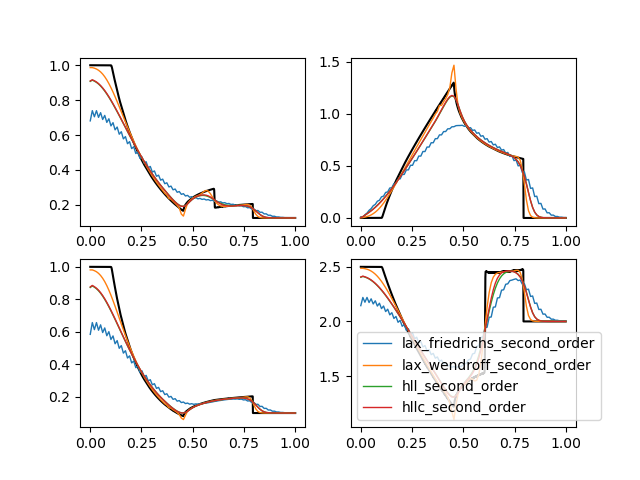 1.0
0.8
0.6
0.4
0.2
0.00 0.25 0.50 0.75 1.00
1.5
1.0
0.5
0.0
0.00 0.25 0.50 0.75 1.00
1.0
0.8
0.6
0.4
0.2
0.00 0.25 0.50 0.75 1.00
2.5
2.0
1.5
0.00 0.25 0.50 0.75 1.00
lax_friedrichs_second_order
lax_wendroff_second_order
hll_second_order
hllc_second_order